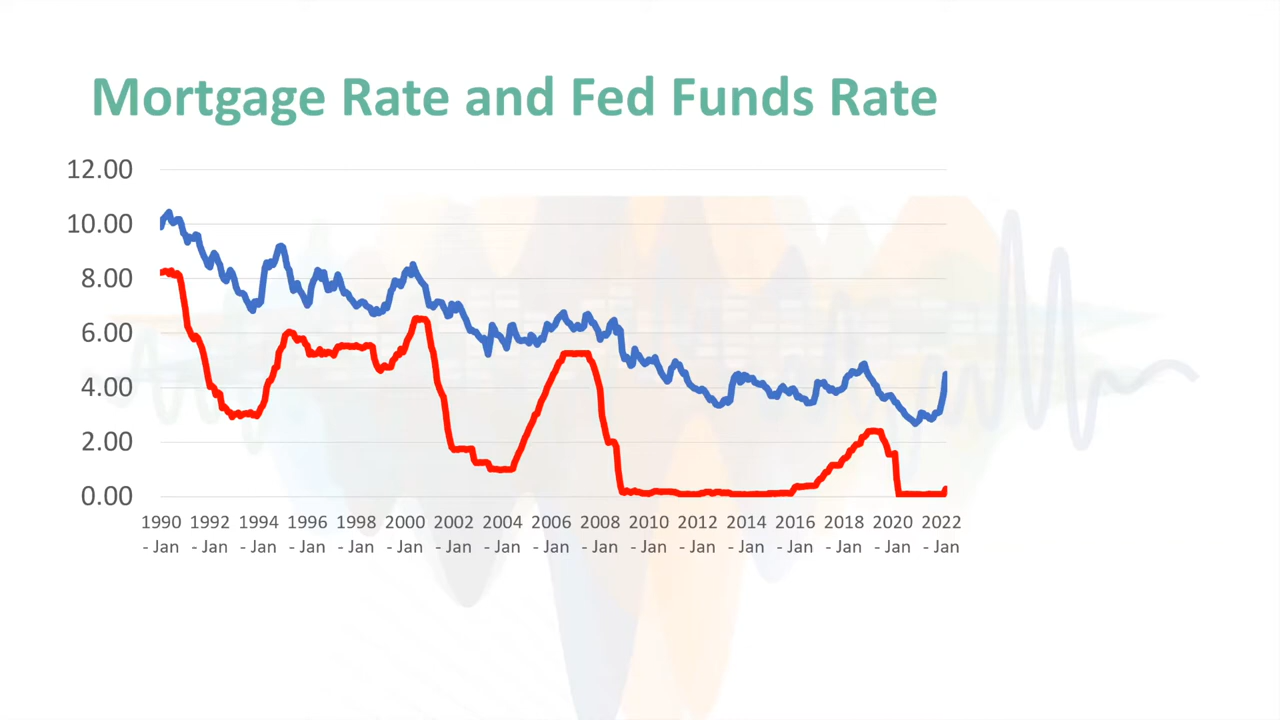 Mortgage Rate and Fed Funds Rate
12.00
10.00
8.00
6.00
4.00
2.00
0.00
1990 1992 1994 1996 1998 2000 2002 2004 2006 2008 2010 2012 2014 2016 2018 2020 2022
- Jan - Jan - Jan - Jan - Jan - Jan - Jan - Jan - Jan - Jan - Jan - Jan - Jan - Jan - Jan - Jan - Jan